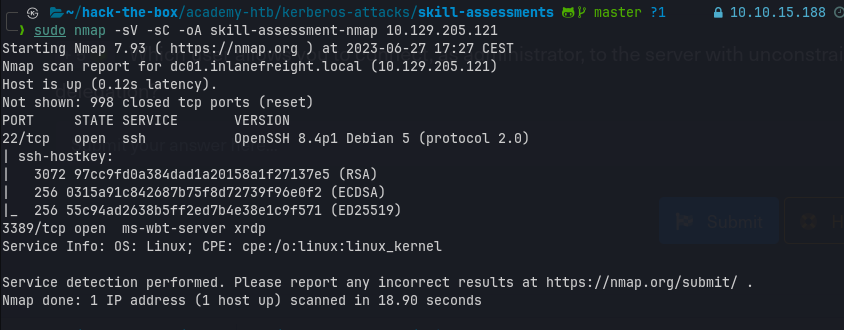 ~/hack-the-box/academy-htb/kerberos-attacks/skill-assessments master ?1 10.10.15.188
sudo nmap -sV -sC -oA skill-assessment-nmap 10.129.205.121
Starting Nmap 7.93 ( https://nmap.org ) at 2023-06-27 17:27 CEST
Nmap scan report for dc01.inlanefreight.local (10.129.205.121)
Host is up (0.12s latency).
Not shown: 998 closed tcp ports (reset)
PORT     STATE SERVICE       VERSION
22/tcp   open  ssh           OpenSSH 8.4p1 Debian 5 (protocol 2.0)
| ssh-hostkey:
|   3072 97cc9fd0a384dad1a20158a1f27137e5 (RSA)
|   256 0315a91c842687b75f8d72739f96e0f2 (ECDSA)
|_  256 55c94ad2638b5ff2ed7b4e38e1c9f571 (ED25519)
3389/tcp open  ms-wbt-server xrdp
Service Info: OS: Linux; CPE: cpe:/o:linux:linux_kernel
Submit
Service detection performed. Please report any incorrect results at https://nmap.org/submit/ .
Nmap done: 1 IP address (1 host up) scanned in 18.90 seconds